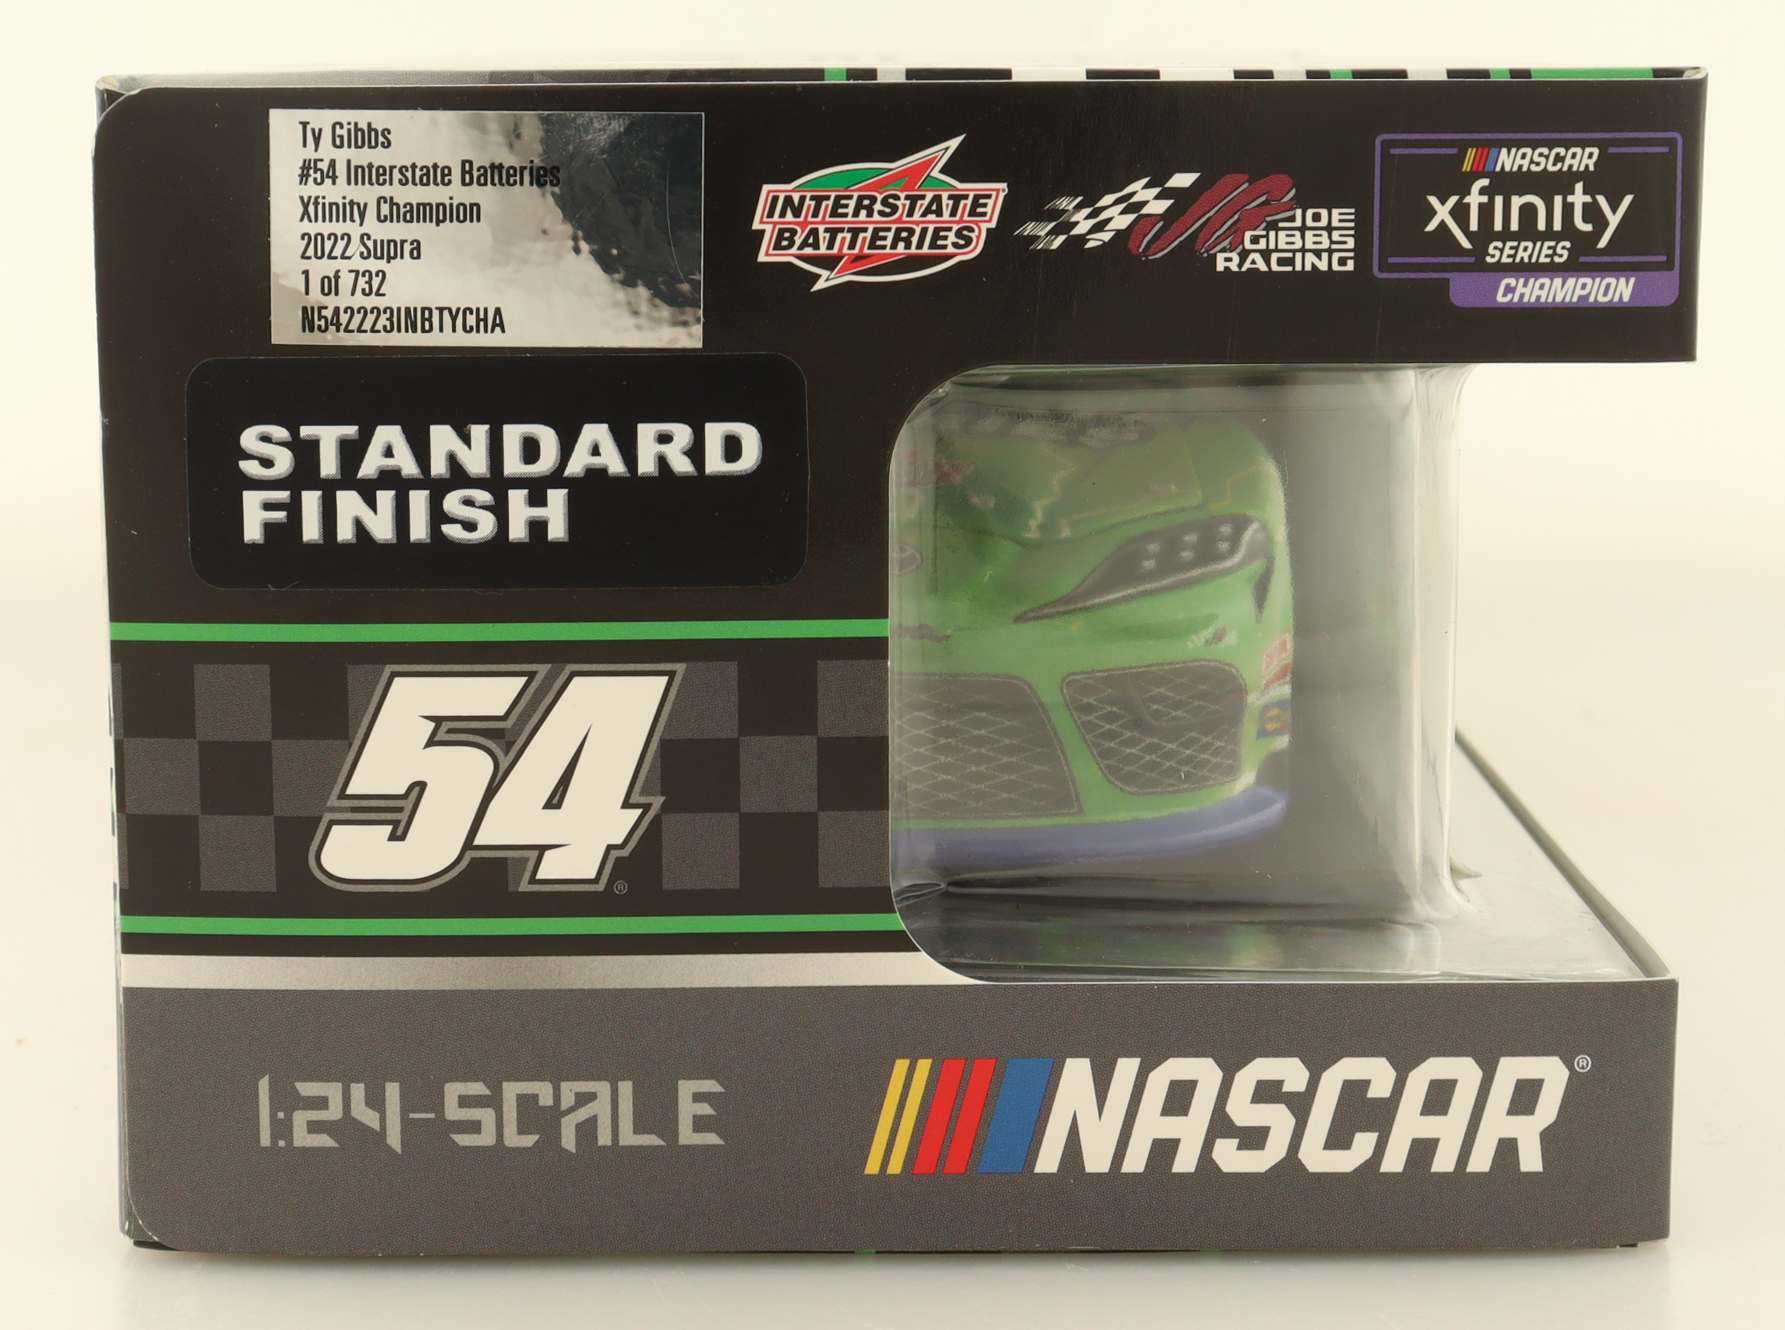 Ty Gibbs
#54 Interstate Batteries
Xfinity Champion
2022 Supra
1 of 732
N542223INBTYCHA
INTERSTATE
BATTERIES
JG JOE
GIBBS
RACING
NASCAR
xfinity
SERIES
CHAMPION
STANDARD
FINISH
54®
1:24-SCALE
NASCAR®